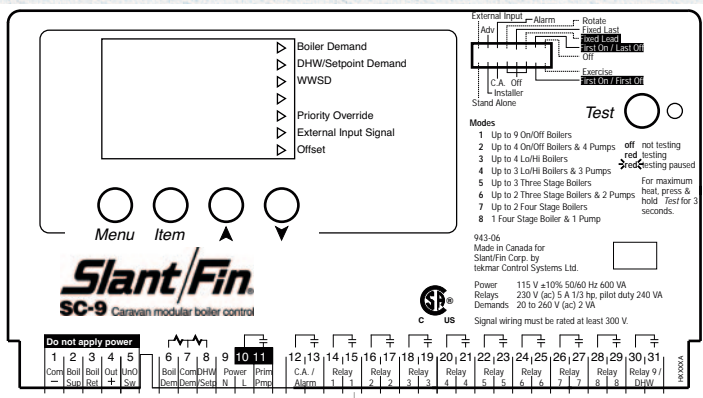 Boiler Demand
DHW/Setpoint Demand
WWSD
Priority Override
External Input Signal
Offset
Menu
Item
External Input
Alarm
Adv
Rotate
Fixed Last
Fixed Lead
First On / Last Off
Off
Exercise
First On / First Off
C.A. Off
Installer
Stand Alone
Test
Modes
1 Up to 9 On/Off Boilers
2 Up to 4 On/Off Boilers & 4 Pumps
3 Up to 4 Lo/Hi Boilers
4 Up to 3 Lo/Hi Boilers & 3 Pumps
5 Up to 3 Three Stage Boilers
6 Up to 2 Three Stage Boilers & 2 Pumps
7 Up to 2 Four Stage Boilers
8 1 Four Stage Boiler & 1 Pump
off not testing
red testing
red testing paused
For maximum
heat, press &
hold Test for 3
seconds.
943-06
Made in Canada for
Slant/Fin Corp. by
tekmar Control Systems Ltd.
Power 115 V ±10% 50/60 Hz 600 VA
Relays 230 V (ac) 5 A 1/3 hp, pilot duty 240 VA
Demands 20 to 260 V (ac) 2 VA
Signal wiring must be rated at least 300 V.
Slant/Fin®
SC-9 Caravan modular boiler control
SA®
C US
Do not apply power
1 2 3 4 5 6 7 8 9 10 11 12 13 14 15 16 17 18 19 20 21 22 23 24 25 26 27 28 29 30 31
Com Boil Boil Out UnO Boil Com DHW Power Prim C.A. / Relay Relay Relay Relay Relay Relay Relay Relay Relay 9 /
− Sup Ret + Sw Dem Dem /Setp N L Pmp Alarm 1 1 2 2 3 3 4 4 5 5 6 6 7 7 8 8 DHW
HXXXXA